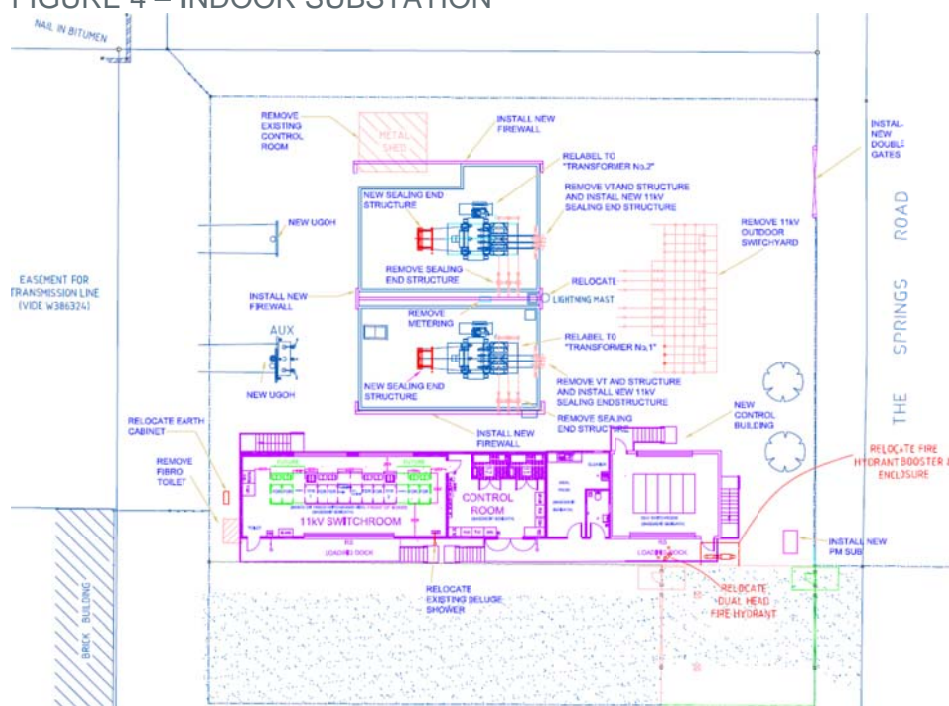 FIGURE 4 – INDOOR SUBSTATION
NAIL IN BITUMEN
REMOVE
EXISTING
CONTROL
ROOM
METAL
SHED
INSTALL NEW
FIREWALL
INSTAL
NEW
DOUBLE
GATES
RELABEL TO
"TRANSFORMER No.2"
NEW SEALING END
STRUCTURE
REMOVE VT AND STRUCTURE
AND INSTAL NEW 11kV
SEALING END STRUCTURE
NEW UGOH
REMOVE 11kV
OUTDOOR
SWITCHYARD
THE SPRINGS ROAD
REMOVE SEALING
END STRUCTURE
EASEMENT FOR
TRANSMISSION LINE
(VIDE W386324)
RELOCATE
INSTALL NEW
FIREWALL
LIGHTNING MAST
REMOVE
METERING
AUX
RELABEL TO
"TRANSFORMER No.1"
NEW UGOH
NEW SEALING END
STRUCTURE
REMOVE VT AND STRUCTURE
AND INSTALL NEW 11kV
SEALING ENDSTRUCTURE
NEW
CONTROL
BUILDING
REMOVE SEALING
END STRUCTURE
RELOCATE EARTH
CABINET
INSTALL NEW
FIREWALL
RELOCATE FIRE
HYDRANT BOOSTER &
ENCLOSURE
REMOVE
FIBRO
TOILET
FUTURE
FUTURE
CONTROL
ROOM
11kV SWITCHROOM
LOADING DOCK
LOADING DOCK
INSTALL NEW
PM SUB
RELOCATE
EXISTING DELUGE
SHOWER
RELOCATE
DUAL HEAD
FIRE HYDRANT
BRICK BUILDING